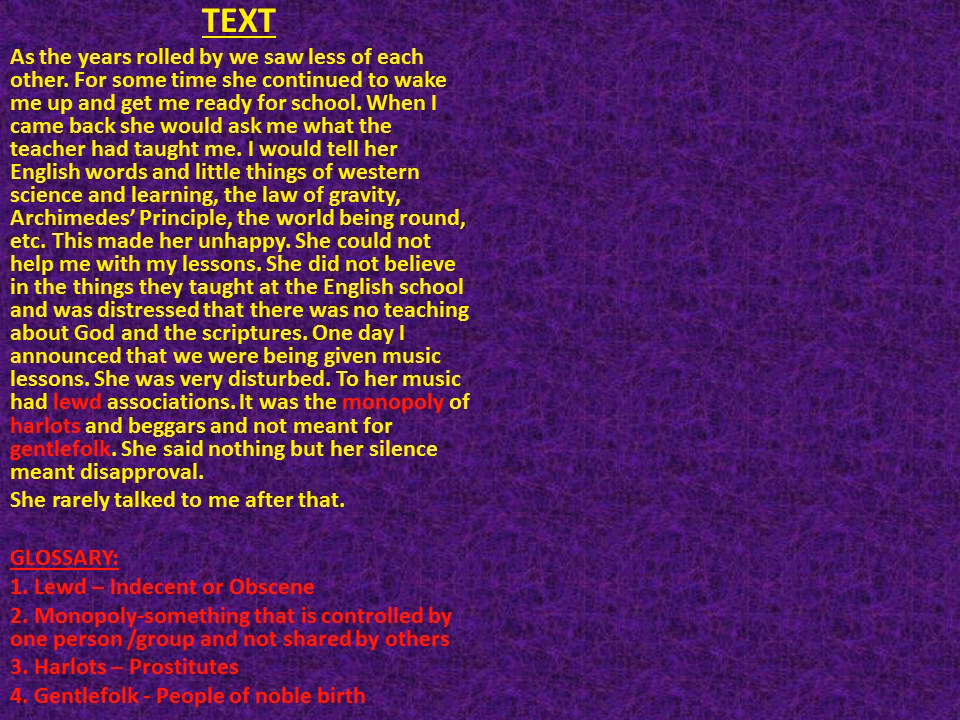 TEXT
As the years rolled by we saw less of each
other. For some time she continued to wake
me up and get me ready for school. When I
came back she would ask me what the
teacher had taught me. I would tell her
English words and little things of western
science and learning, the law of gravity,
Archimedes’ Principle, the world being round,
etc. This made her unhappy. She could not
help me with my lessons. She did not believe
in the things they taught at the English school
and was distressed that there was no teaching
about God and the scriptures. One day I
announced that we were being given music
lessons. She was very disturbed. To her music
had lewd associations. It was the monopoly of
harlots and beggars and not meant for
gentlefolk. She said nothing but her silence
meant disapproval.
She rarely talked to me after that.
GLOSSARY:
1. Lewd – Indecent or Obscene
2. Monopoly-something that is controlled by
one person /group and not shared by others
3. Harlots – Prostitutes
4. Gentlefolk - People of noble birth